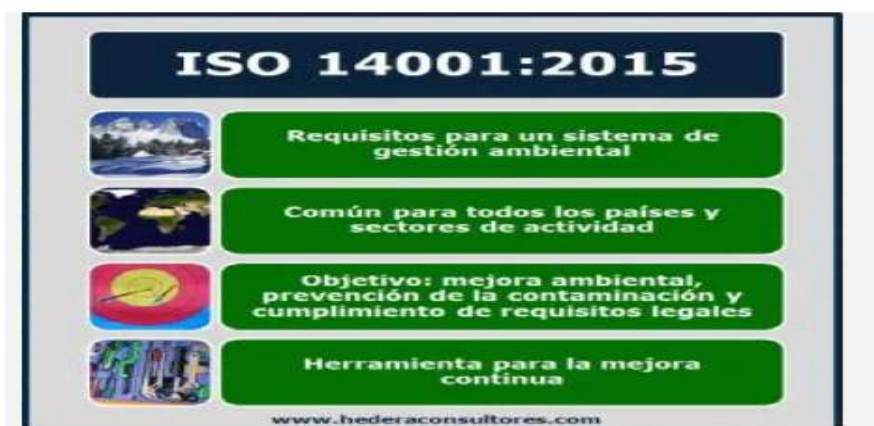 ISO 14001:2015
Requisitos para un sistema de
gestión ambiental
Común para todos los países y
sectores de actividad
Objetivo: mejora ambiental,
prevención de la contaminación y
cumplimiento de requisitos legales
Herramienta para la mejora
continua
www.hederaconsultores.com